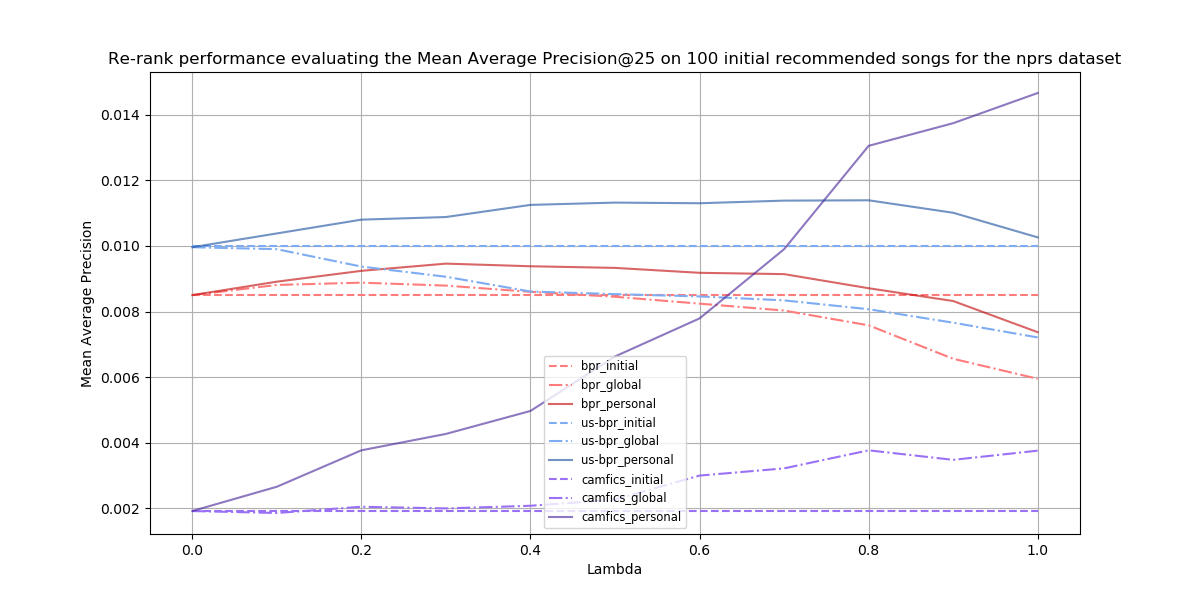 Re-rank performance evaluating the Mean Average Precision@25 on 100 initial recommended songs for the nprs dataset
Mean Average Precision
0.014
0.012
0.010
0.008
0.006
0.004
0.002
bpr_initial
bpr_global
bpr_personal
us-bpr_initial
us-bpr_global
us-bpr_personal
camfics_initial
camfics_global
camfics_personal
0.0 0.2 0.4 0.6 0.8 1.0
Lambda